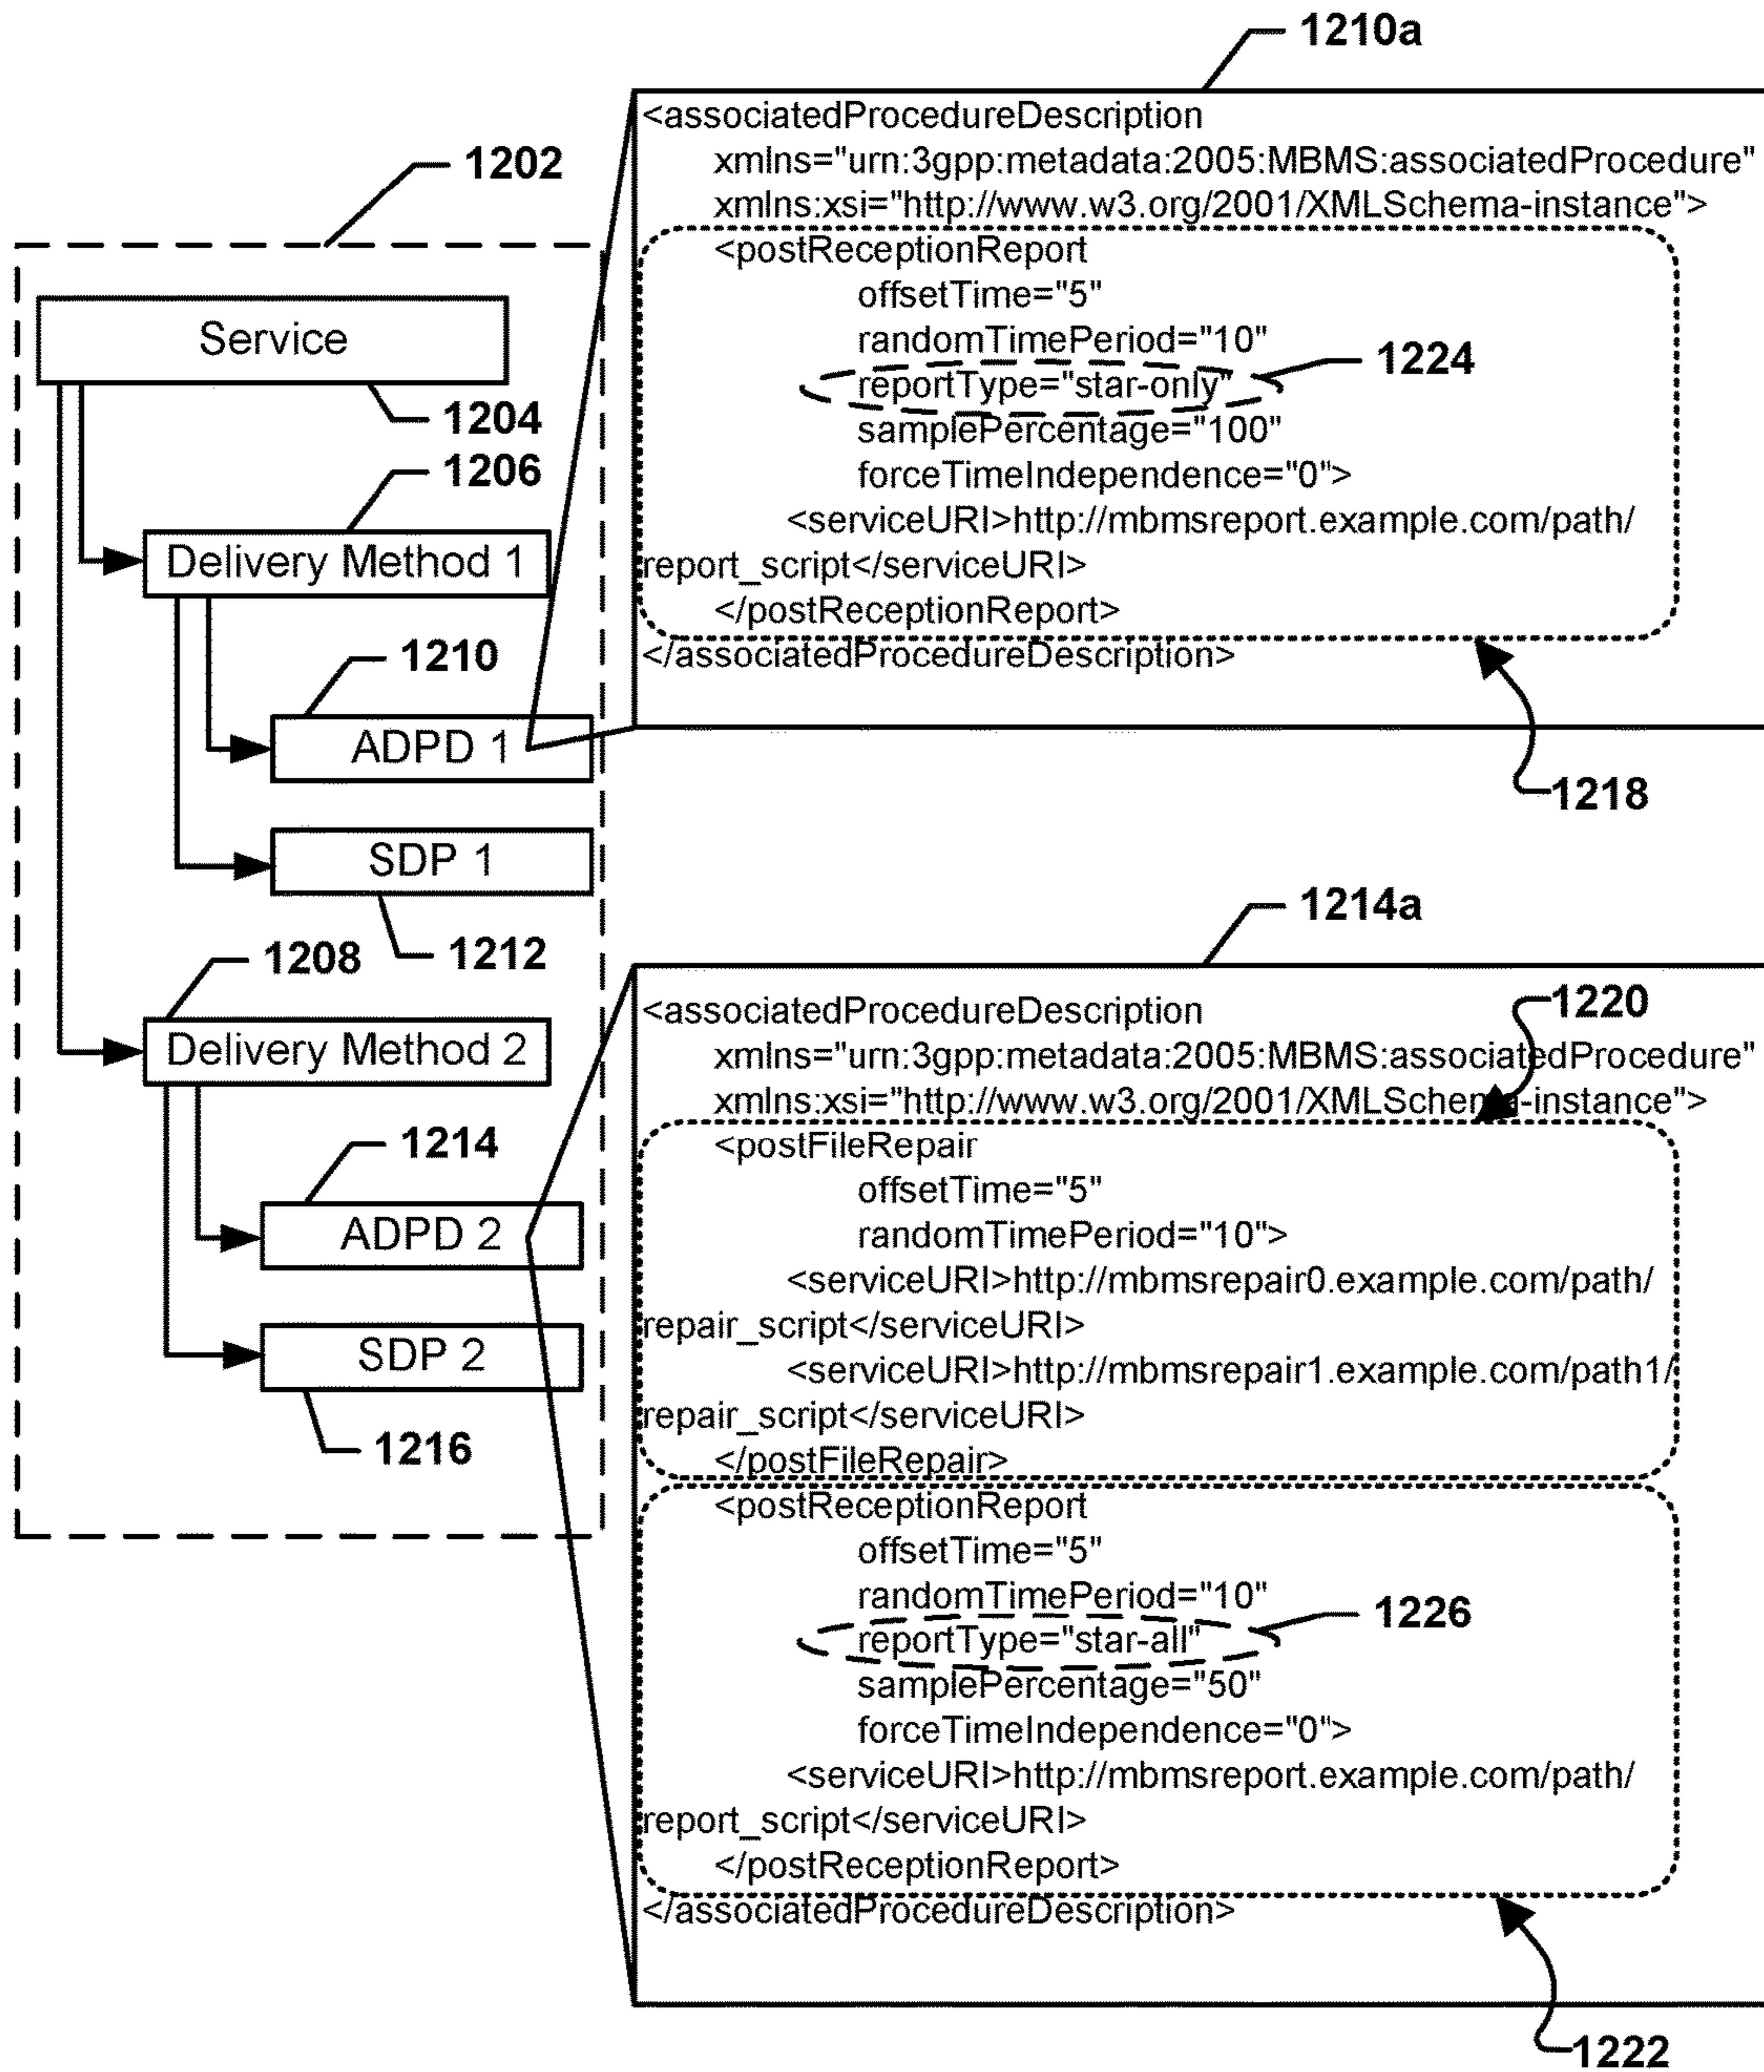 1202
Service
1204
1206
Delivery Method 1
1210
ADPD 1
SDP 1
1212
1208
Delivery Method 2
1214
ADPD 2
SDP 2
1216
1210a
<associatedProcedureDescription
xmlns="urn:3gpp:metadata:2005:MBMS:associatedProcedure"
xmlns:xsi="http://www.w3.org/2001/XMLSchema-instance">
<postReceptionReport
offsetTime="5"
randomTimePeriod="10"
reportType="star-only"
1224
samplePercentage="100"
forceTimeIndependence="0">
<serviceURI>http://mbmsreport.example.com/path/
report_script</serviceURI>
</postReceptionReport>
</associatedProcedureDescription>
1218
1214a
1220
<associatedProcedureDescription
xmlns="urn:3gpp:metadata:2005:MBMS:associatedProcedure"
xmlns:xsi="http://www.w3.org/2001/XMLSchema-instance">
<postFileRepair
offsetTime="5"
randomTimePeriod="10">
<serviceURI>http://mbmsrepair0.example.com/path/
repair_script</serviceURI>
<serviceURI>http://mbmsrepair1.example.com/path1/
repair_script</serviceURI>
</postFileRepair>
<postReceptionReport
offsetTime="5"
randomTimePeriod="10"
reportType="star-all"
1226
samplePercentage="50"
forceTimeIndependence="0">
<serviceURI>http://mbmsreport.example.com/path/
report_script</serviceURI>
</postReceptionReport>
</associatedProcedureDescription>
1222